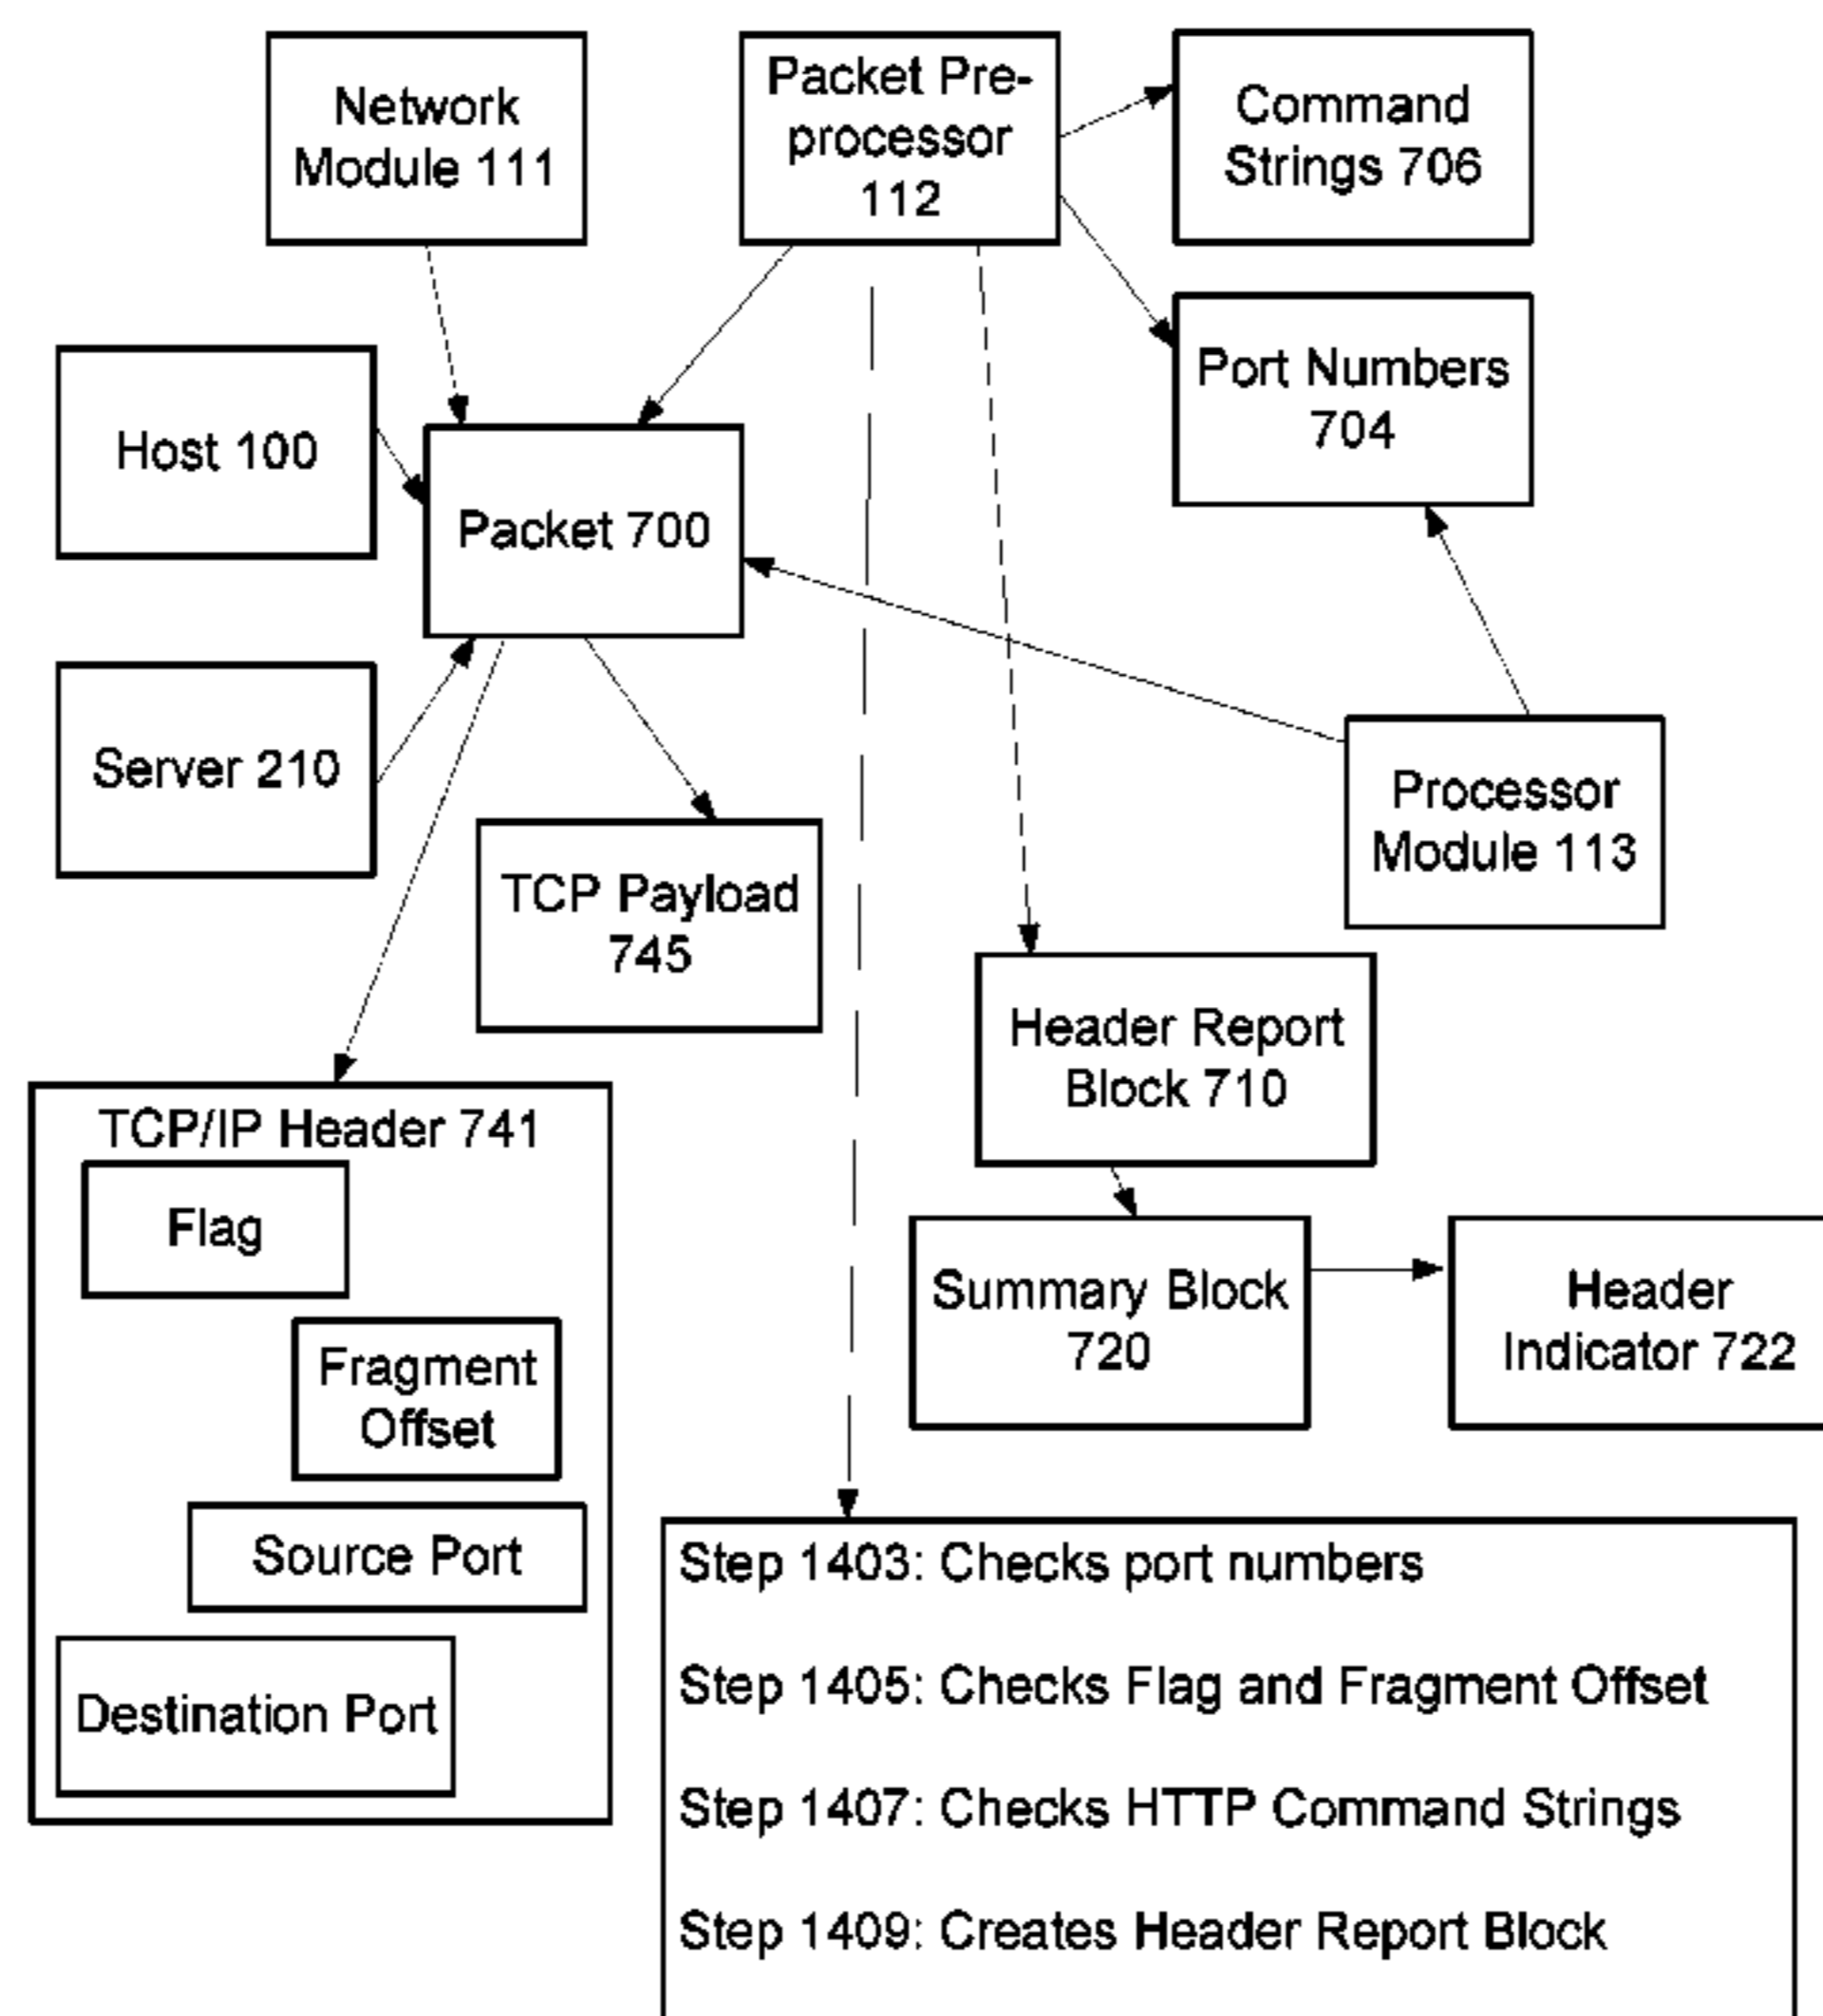 Network
Module 111
Packet Pre-
processor
112
Command
Strings 706
Port Numbers
704
Host 100
Packet 700
Server 210
TCP Payload
745
Processor
Module 113
Header Report
Block 710
TCP/IP Header 741
Flag
Fragment
Offset
Source Port
Destination Port
Summary Block
720
Header
Indicator 722
Step 1403: Checks port numbers
Step 1405: Checks Flag and Fragment Offset
Step 1407: Checks HTTP Command Strings
Step 1409: Creates Header Report Block